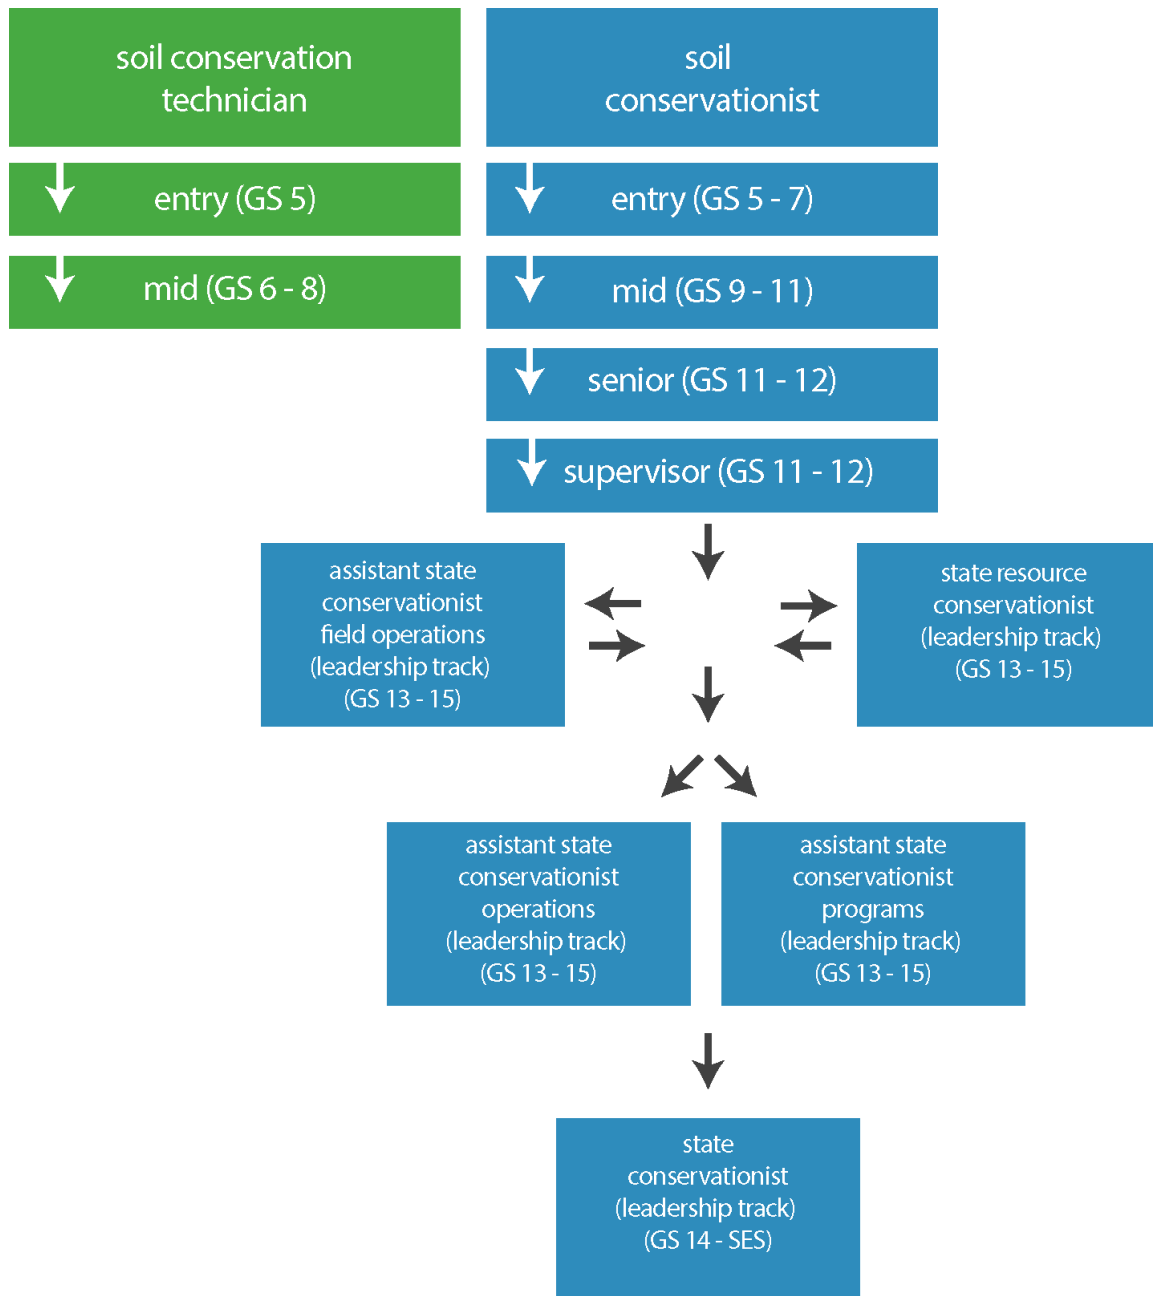 soil conservation
technician
entry (GS 5)
mid (GS 6 - 8)
soil
conservationist
entry (GS 5 - 7)
mid (GS 9 - 11)
senior (GS 11 - 12)
supervisor (GS 11 - 12)
assistant state
conservationist
field operations
(leadership track)
(GS 13 - 15)
state resource
conservationist
(leadership track)
(GS 13 - 15)
assistant state
conservationist
operations
(leadership track)
(GS 13 - 15)
assistant state
conservationist
programs
(leadership track)
(GS 13 - 15)
state
conservationist
(leadership track)
(GS 14 - SES)